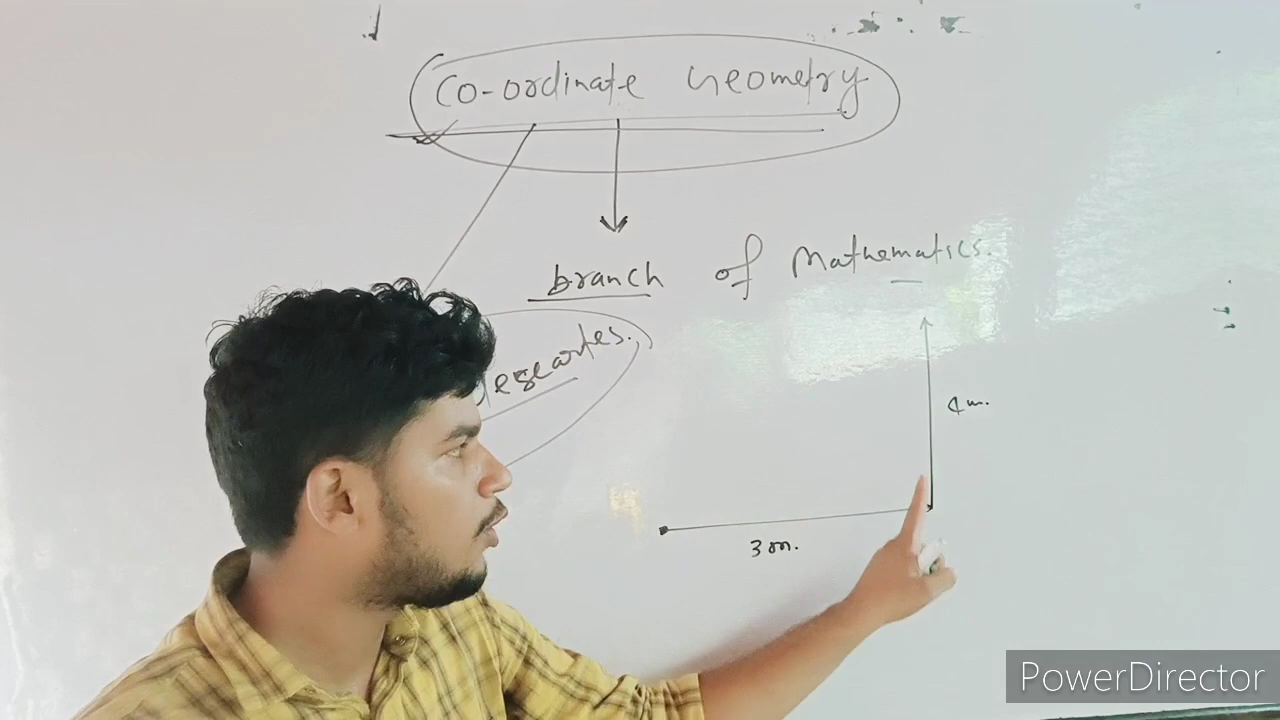 Co-ordinate Geometry
branch of Mathematics.
Descartes.
4 m.
3 m.
PowerDirector